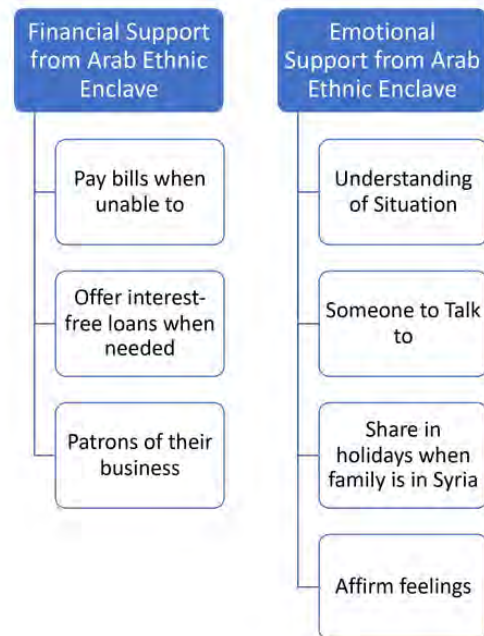 Financial Support
from Arab Ethnic
Enclave
Pay bills when
unable to
Offer interest-
free loans when
needed
Patrons of their
business
Emotional
Support from Arab
Ethnic Enclave
Understanding
of Situation
Someone to Talk
to
Share in
holidays when
family is in Syria
Affirm feelings